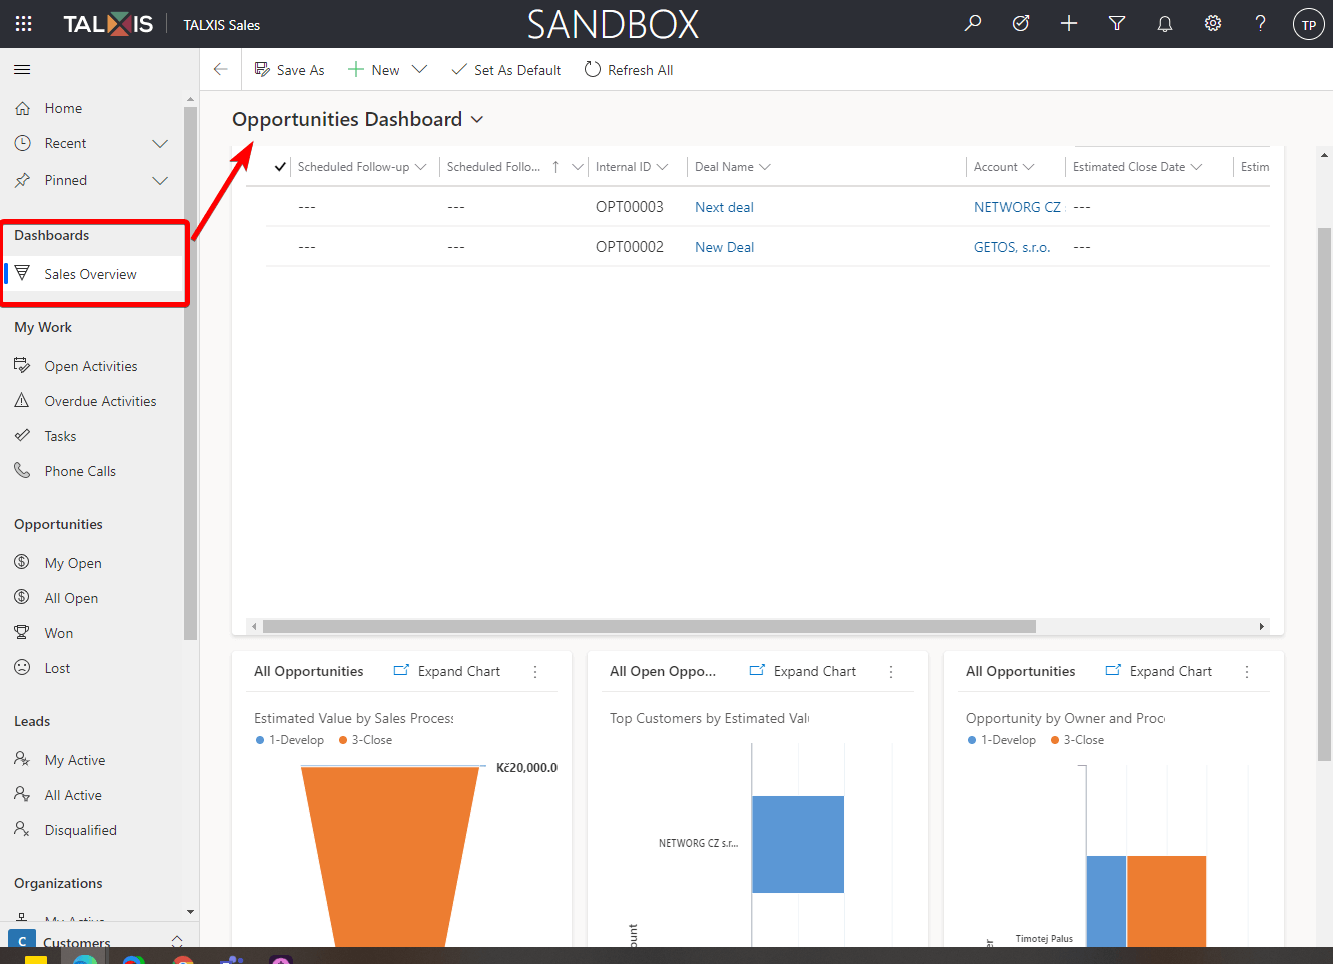 TALXIS
TALXIS Sales
SANDBOX
TP
Save As
New
Set As Default
Refresh All
Home
Recent
Pinned
Dashboards
Sales Overview
My Work
Open Activities
Overdue Activities
Tasks
Phone Calls
Opportunities
My Open
All Open
Won
Lost
Leads
My Active
All Active
Disqualified
Organizations
My Active
C Customers
Opportunities Dashboard
Scheduled Follow-up Scheduled Follo... Internal ID Deal Name Account Estimated Close Date Estim
--- --- OPT00003 Next deal NETWORG CZ ---
--- --- OPT00002 New Deal GETOS, s.r.o. ---
All Opportunities Expand Chart
Estimated Value by Sales Process
1-Develop 3-Close
Kč20,000.0
All Open Oppo... Expand Chart
Top Customers by Estimated Val
NETWORG CZ s.r...
ount
All Opportunities Expand Chart
Opportunity by Owner and Proc
1-Develop 3-Close
Timotej Palus
er